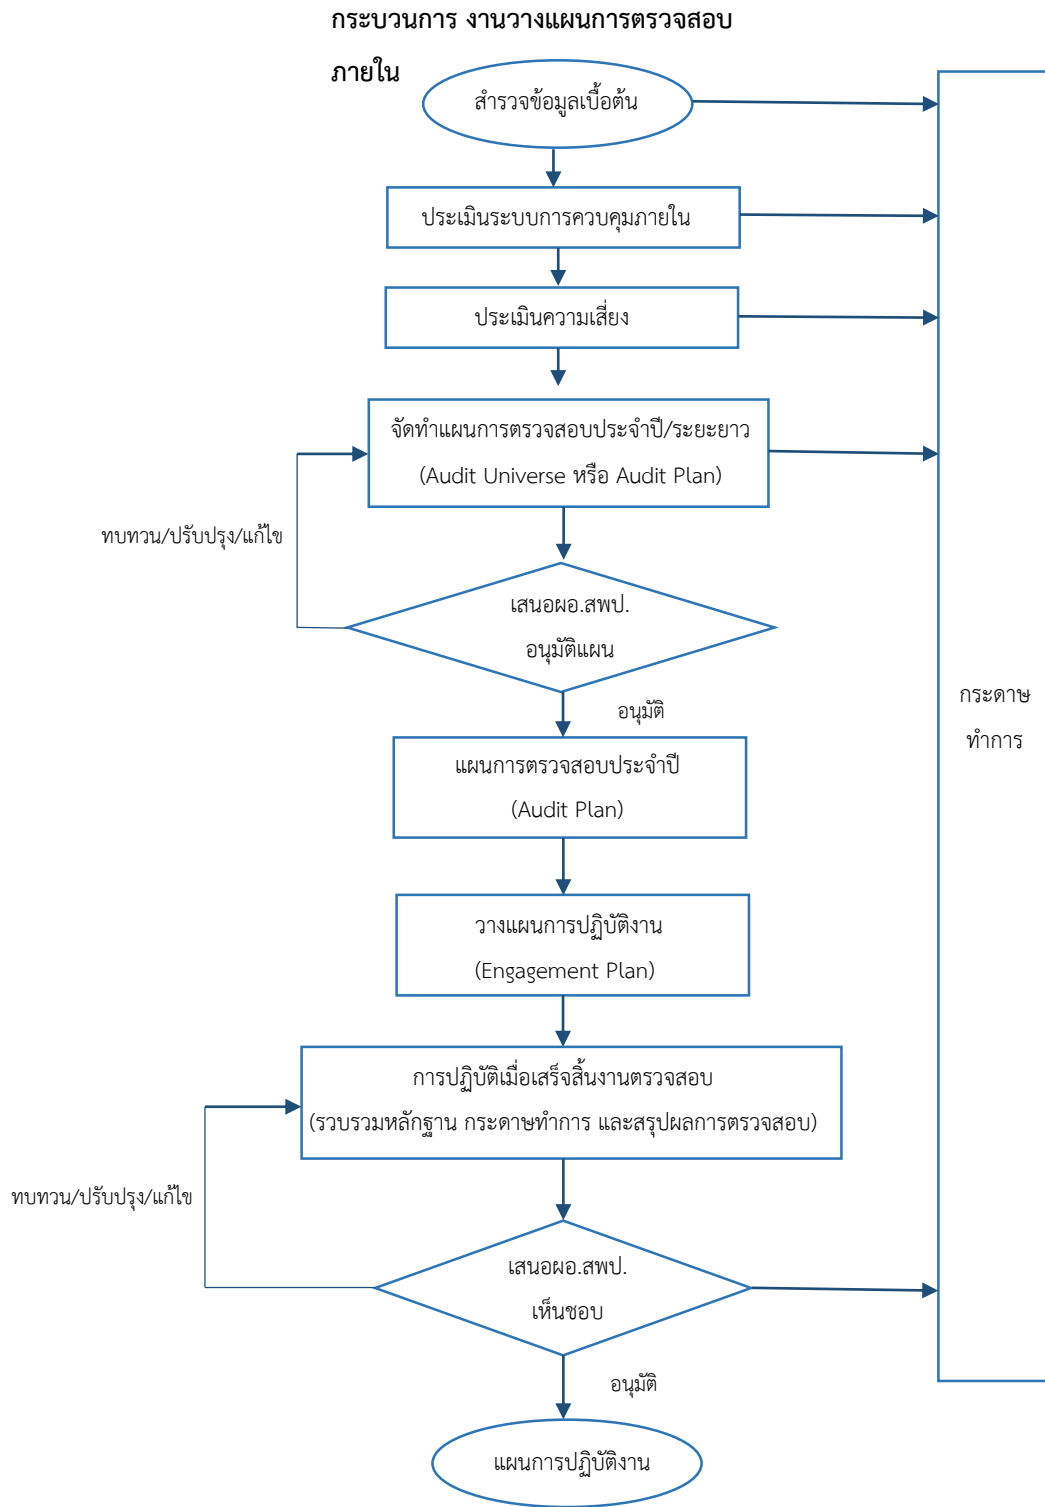 กระบวนการ งานวางแผนการตรวจสอบ
ภายใน
สำรวจข้อมูลเบื้อต้น
ประเมินระบบการควบคุมภายใน
ประเมินความเสี่ยง
จัดทำแผนการตรวจสอบประจำปี/ระยะยาว
(Audit Universe หรือ Audit Plan)
ทบทวน/ปรับปรุง/แก้ไข
เสนอผอ.สพป.
อนุมัติแผน
อนุมัติ
กระดาษ
ทำการ
แผนการตรวจสอบประจำปี
(Audit Plan)
วางแผนการปฏิบัติงาน
(Engagement Plan)
การปฏิบัติเมื่อเสร็จสิ้นงานตรวจสอบ
(รวบรวมหลักฐาน กระดาษทำการ และสรุปผลการตรวจสอบ)
ทบทวน/ปรับปรุง/แก้ไข
เสนอผอ.สพป.
เห็นชอบ
อนุมัติ
แผนการปฏิบัติงาน